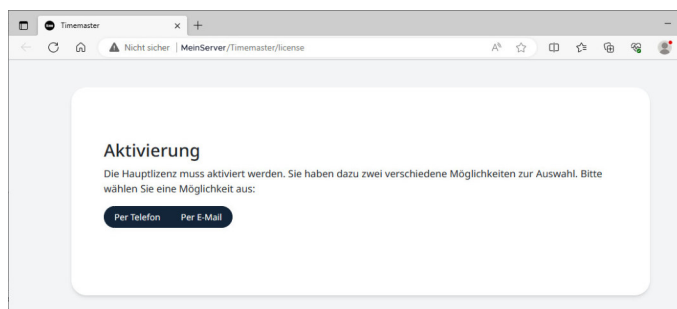 Timemaster
Nicht sicher | MeinServer/Timemaster/license
Aktivierung
Die Hauptlizenz muss aktiviert werden. Sie haben dazu zwei verschiedene Möglichkeiten zur Auswahl. Bitte
wählen Sie eine Möglichkeit aus:
Per Telefon Per E-Mail